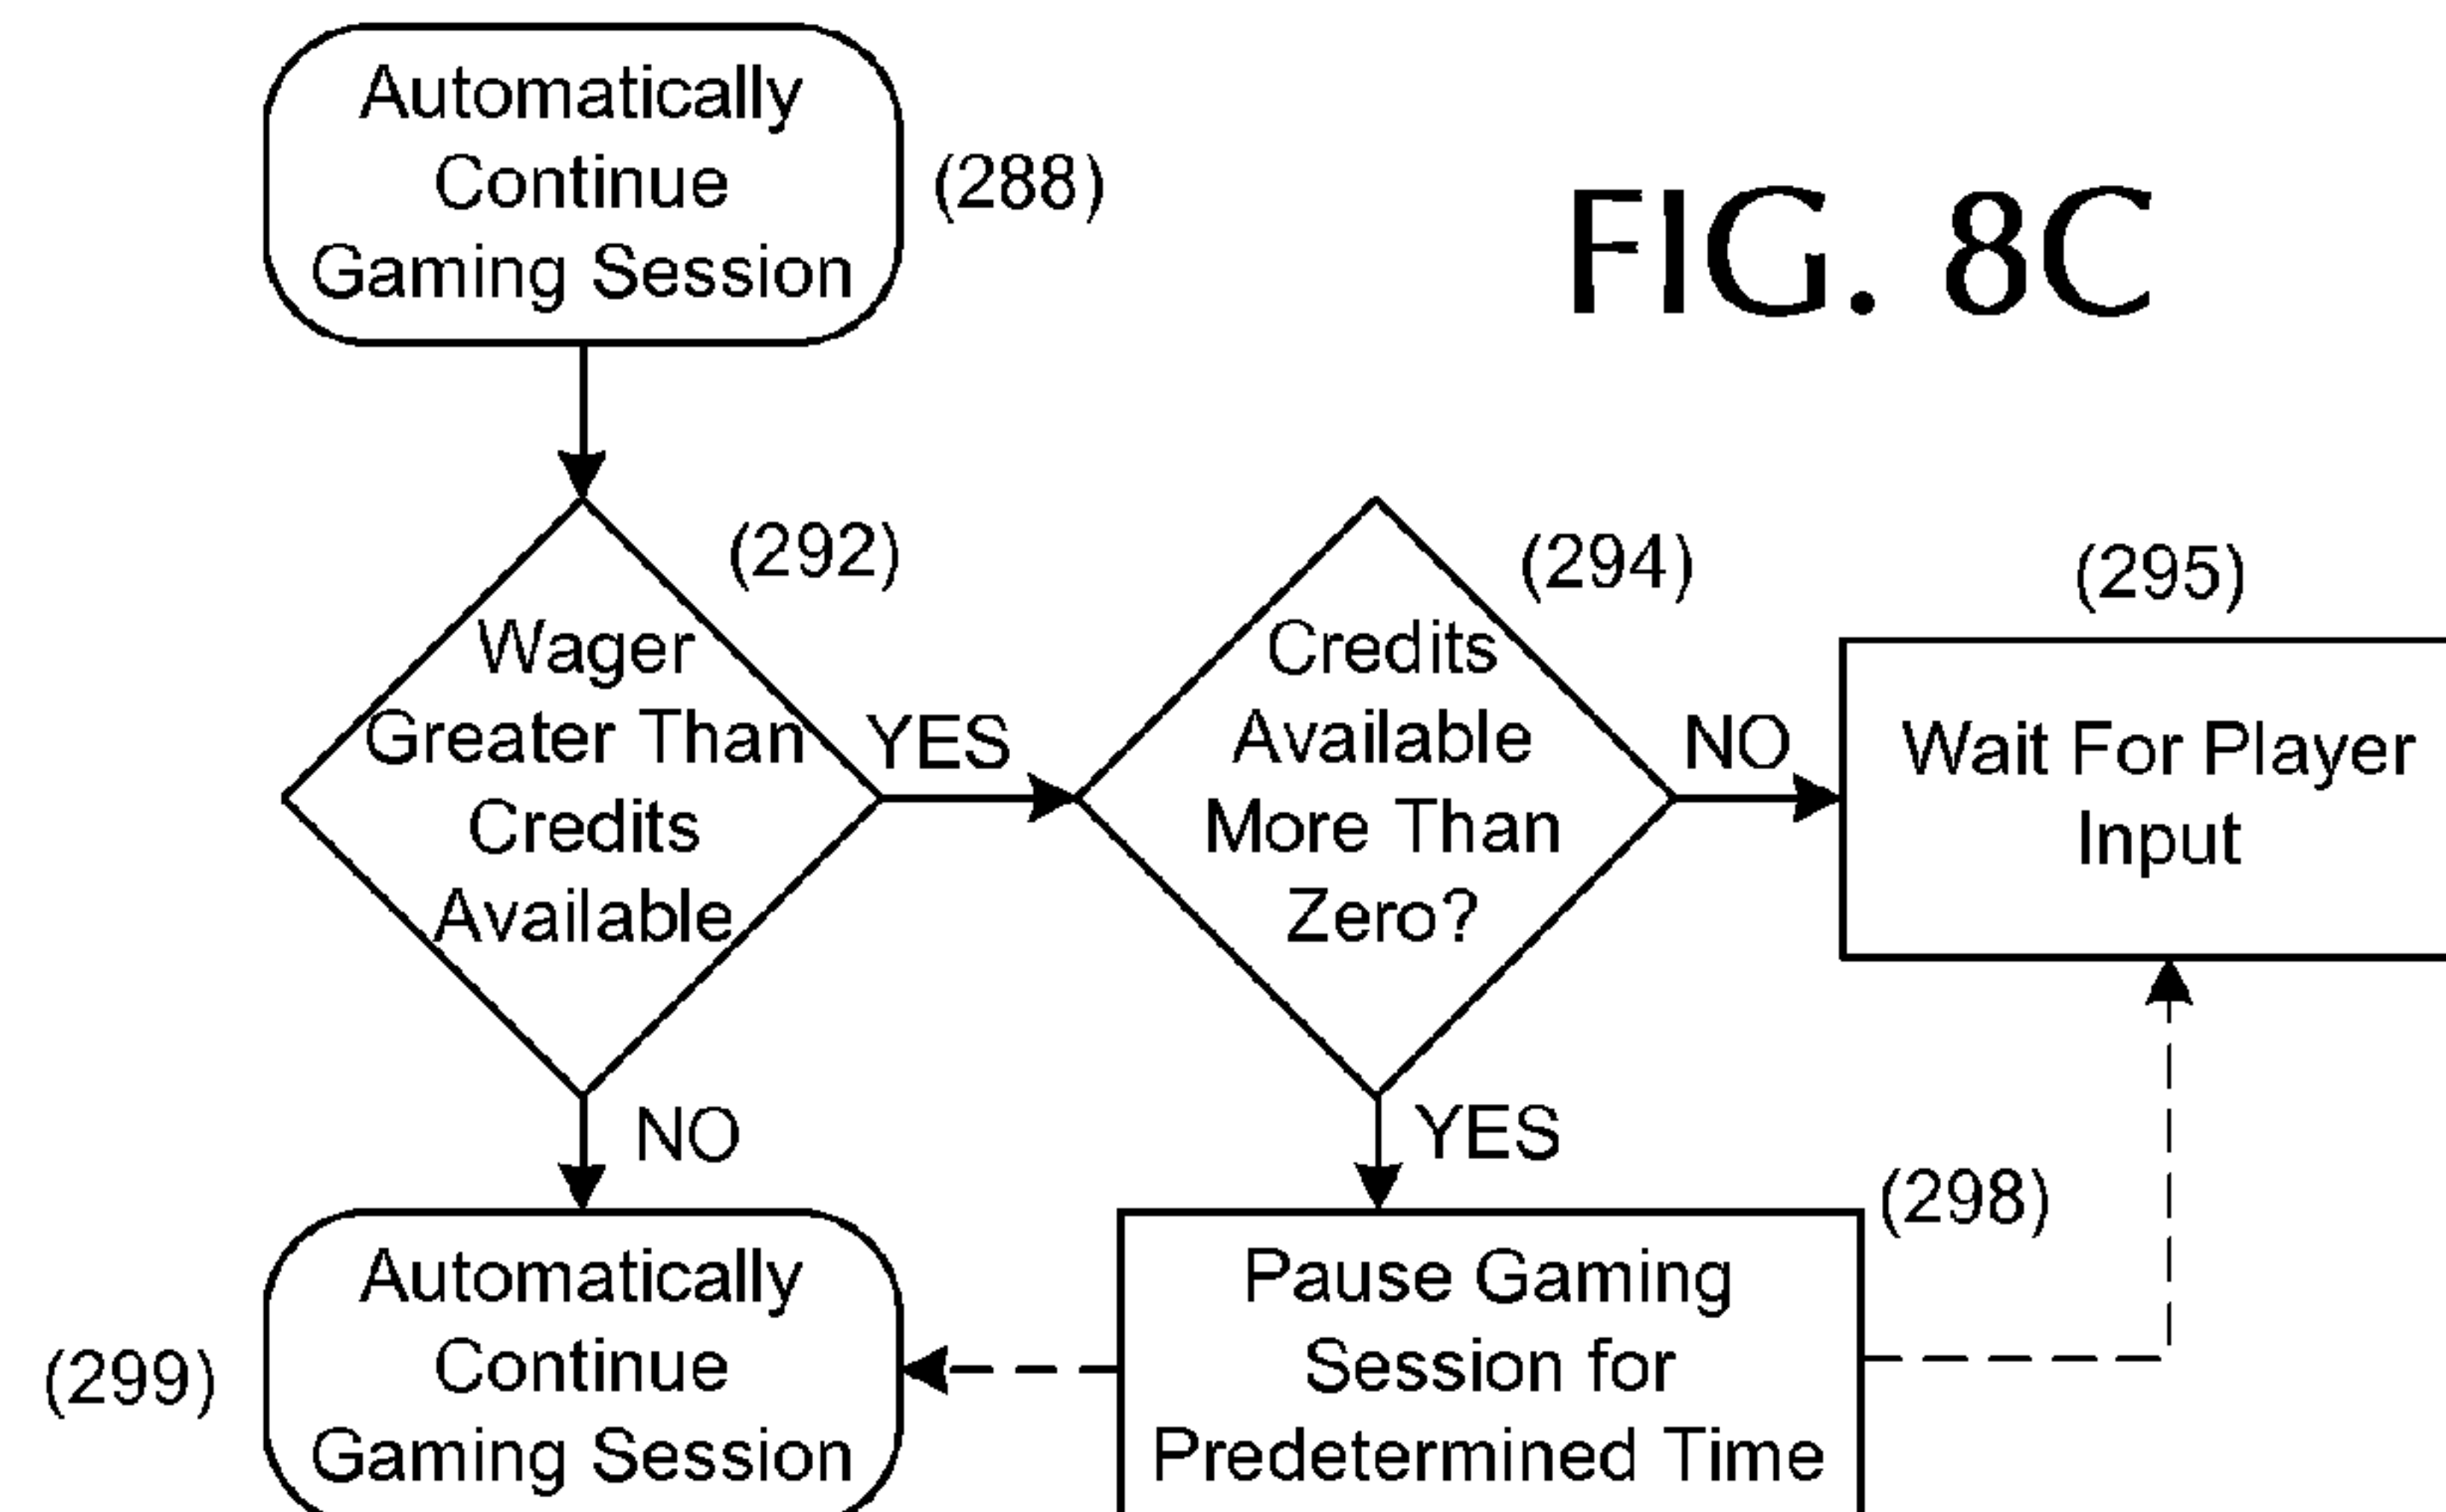 Automatically
Continue
Gaming Session
(288)
FIG. 8C
(292)
Wager
Greater Than
Credits
Available
YES
(294)
Credits
Available
More Than
Zero?
NO
(295)
Wait For Player
Input
NO
YES
(298)
Automatically
Continue
Gaming Session
(299)
Pause Gaming
Session for
Predetermined Time